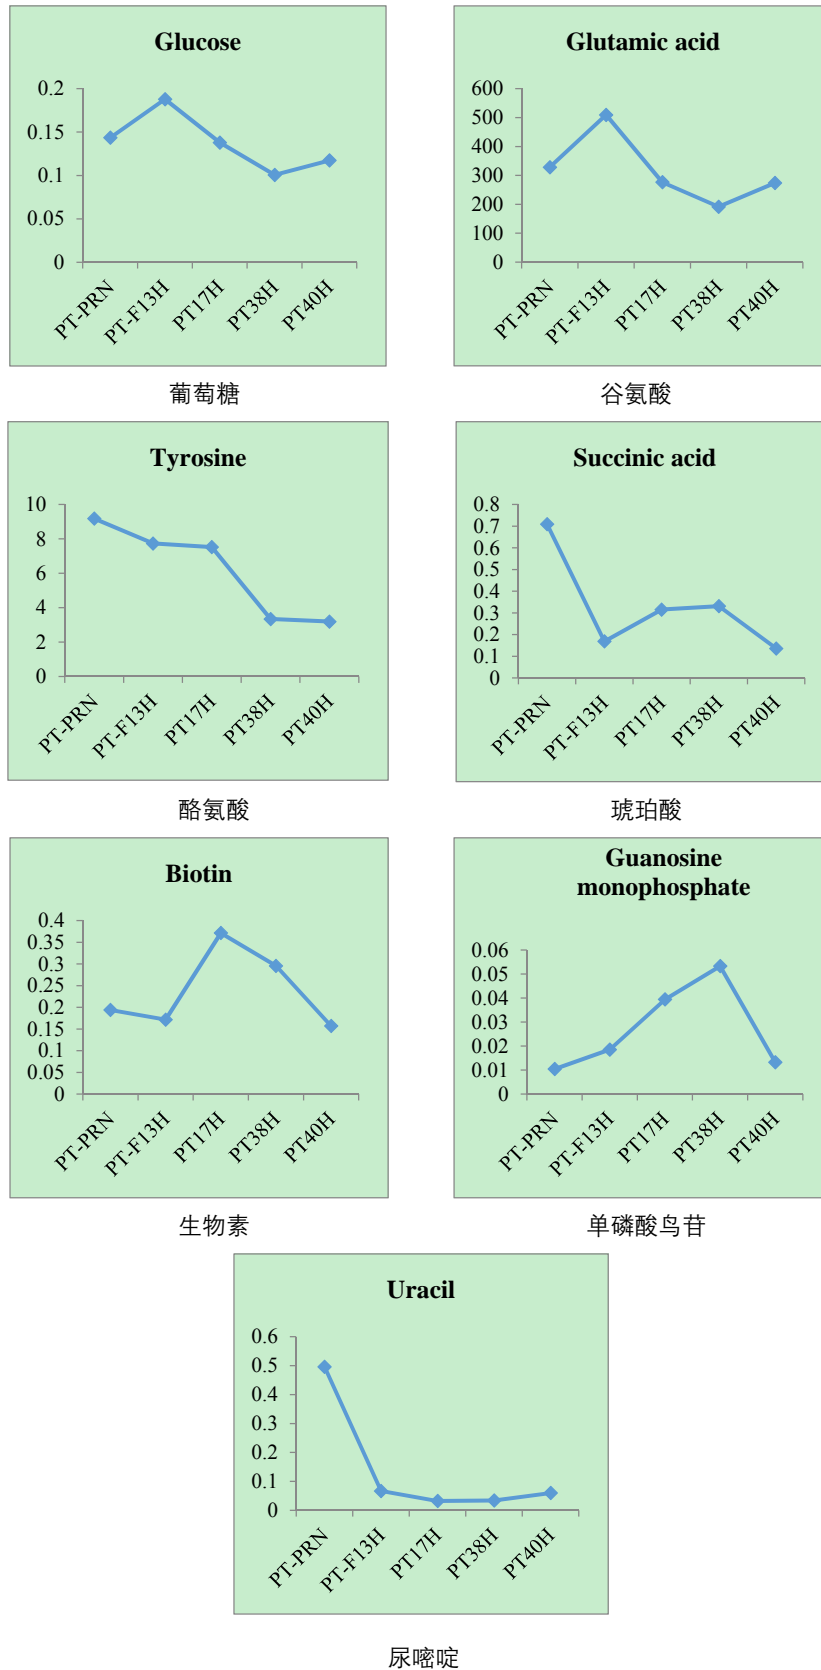 Glucose
0.2
0.15
0.1
0.05
0
PT-PRN
PT-F13H
PT17H
PT38H
PT40H
葡萄糖
Glutamic acid
600
500
400
300
200
100
0
PT-PRN
PT-F13H
PT17H
PT38H
PT40H
谷氨酸
Tyrosine
10
8
6
4
2
0
PT-PRN
PT-F13H
PT17H
PT38H
PT40H
酪氨酸
Succinic acid
0.8
0.7
0.6
0.5
0.4
0.3
0.2
0.1
0
PT-PRN
PT-F13H
PT17H
PT38H
PT40H
琥珀酸
Biotin
0.4
0.35
0.3
0.25
0.2
0.15
0.1
0.05
0
PT-PRN
PT-F13H
PT17H
PT38H
PT40H
生物素
Guanosine
monophosphate
0.06
0.05
0.04
0.03
0.02
0.01
0
PT-PRN
PT-F13H
PT17H
PT38H
PT40H
单磷酸鸟苷
Uracil
0.6
0.5
0.4
0.3
0.2
0.1
0
PT-PRN
PT-F13H
PT17H
PT38H
PT40H
尿嘧啶